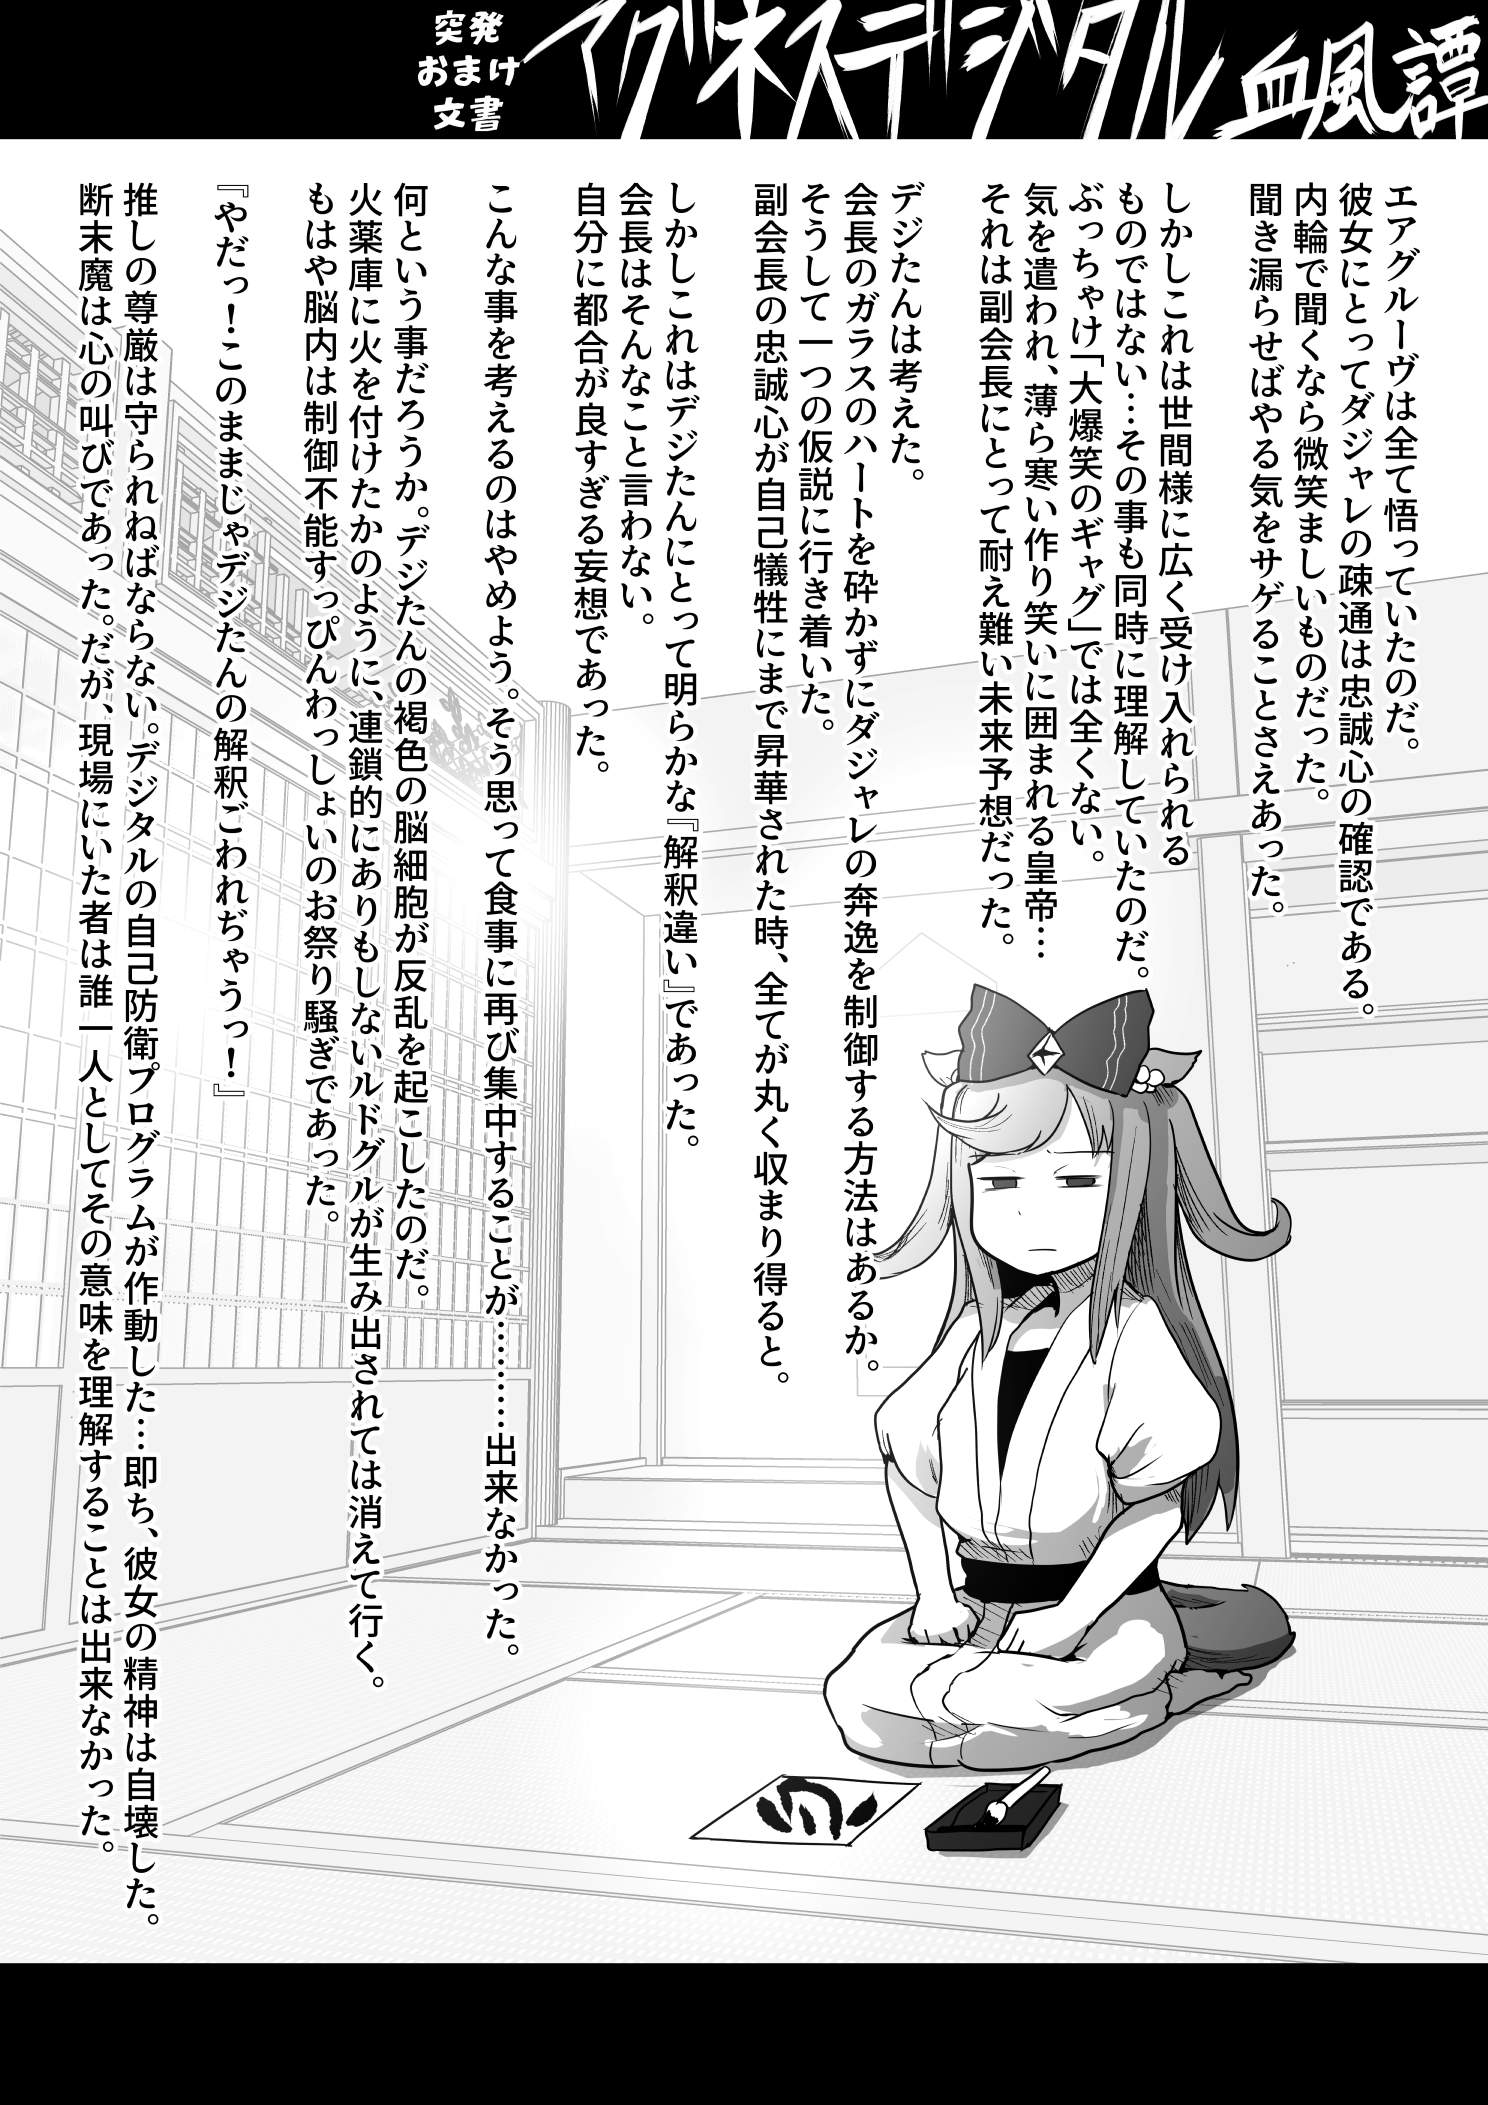 突発
おまけ
文書
アグネスデジタル血風譚
エアグルーヴは全て悟っていたのだ。
彼女にとってダジャレの疎通は忠誠心の確認である。
内輪で聞くなら微笑ましいものだった。
聞き漏らせばやる気をサゲることさえあった。
しかしこれは世間様に広く受け入れられる
ものではない…その事も同時に理解していたのだ。
ぶっちゃけ「大爆笑のギャグ」では全くない。
気を遣われ、薄ら寒い作り笑いに囲まれる皇帝…
それは副会長にとって耐え難い未来予想だった。
デジたんは考えた。
会長のガラスのハートを砕かずにダジャレの奔逸を制御する方法はあるか。
そうして一つの仮説に行き着いた。
副会長の忠誠心が自己犠牲にまで昇華された時、全てが丸く収まり得ると。
しかしこれはデジたんにとって明らかな『解釈違い』であった。
会長はそんなこと言わない。
自分に都合が良すぎる妄想であった。
こんな事を考えるのはやめよう。そう思って食事に再び集中することが………出来なかった。
何という事だろうか。デジたんの褐色の脳細胞が反乱を起こしたのだ。
火薬庫に火を付けたかのように、連鎖的にありもしないルドグルが生み出されては消えて行く。
もはや脳内は制御不能すっぴんわっしょいのお祭り騒ぎであった。
『やだっ！このままじゃデジたんの解釈ごわれぢゃうっ！』
推しの尊厳は守られねばならない。デジタルの自己防衛プログラムが作動した…即ち、彼女の精神は自壊した。
断末魔は心の叫びであった。だが、現場にいた者は誰一人としてその意味を理解することは出来なかった。